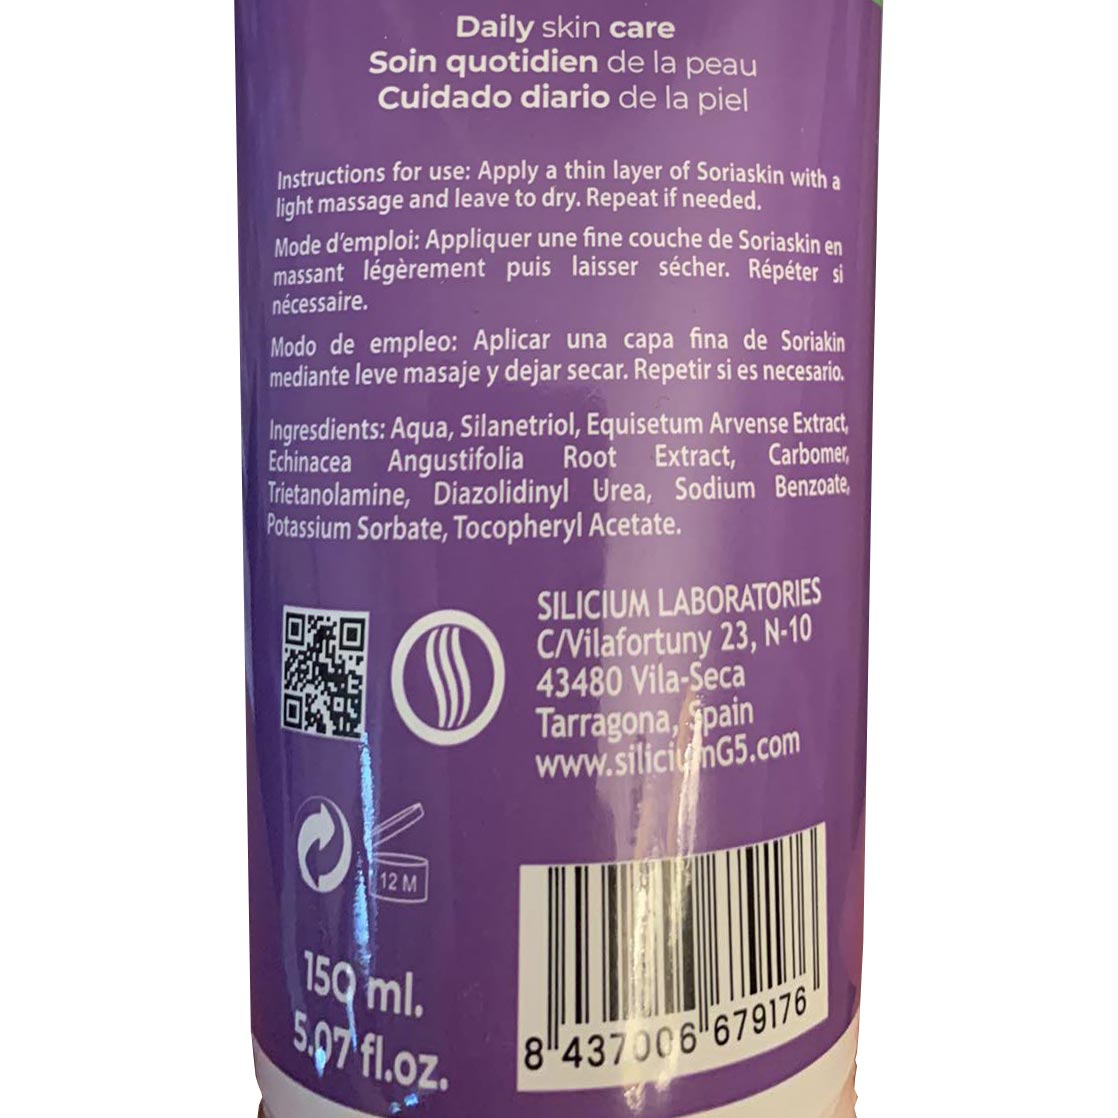 Daily skin care
Soin quotidien de la peau
Cuidado diario de la piel
Instructions for use: Apply a thin layer of Soriaskin with a
light massage and leave to dry. Repeat if needed.
Mode d'emploi: Appliquer une fine couche de Soriaskin en
massant légèrement puis laisser sécher. Répéter si
nécessaire.
Modo de empleo: Aplicar una capa fina de Soriakin
mediante leve masaje y dejar secar. Repetir si es necesario.
Ingresdients: Aqua, Silanetriol, Equisetum Arvense Extract,
Echinacea Angustifolia Root Extract, Carbomer,
Trietanolamine, Diazolidinyl Urea, Sodium Benzoate,
Potassium Sorbate, Tocopheryl Acetate.
SILICIUM LABORATORIES
C/Vilafortuny 23, N-10
43480 Vila-Seca
Tarragona, Spain
www.siliciumG5.com
12 M
150 ml.
5.07 fl.oz.
8 437006 679176